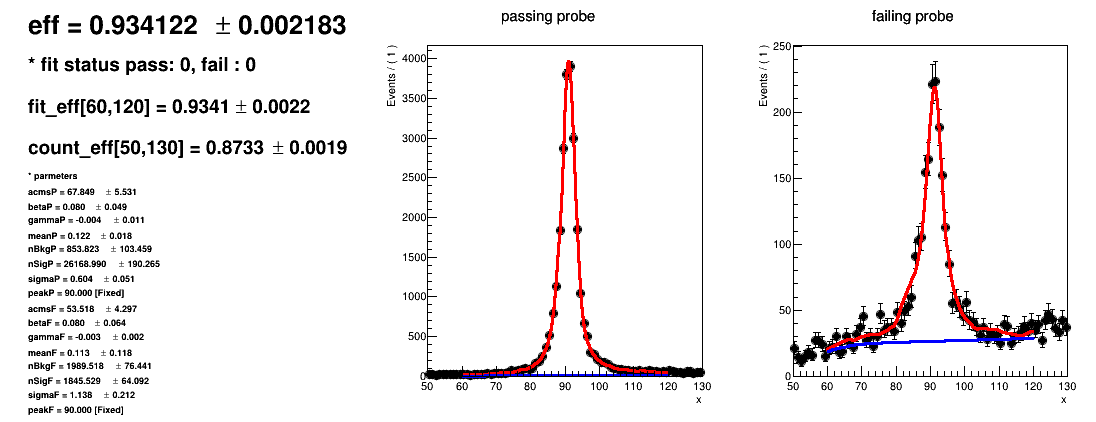 eff = 0.934122 ± 0.002183
* fit status pass: 0, fail : 0
fit_eff[60,120] = 0.9341 ± 0.0022
count_eff[50,130] = 0.8733 ± 0.0019
* parmeters
acmsP = 67.849 ± 5.531
betaP = 0.080 ± 0.049
gammaP = -0.004 ± 0.011
meanP = 0.122 ± 0.018
nBkgP = 853.823 ± 103.459
nSigP = 26168.990 ± 190.265
sigmaP = 0.604 ± 0.051
peakP = 90.000 [Fixed]
acmsF = 53.518 ± 4.297
betaF = 0.080 ± 0.064
gammaF = -0.003 ± 0.002
meanF = 0.113 ± 0.118
nBkgF = 1989.518 ± 76.441
nSigF = 1845.529 ± 64.092
sigmaF = 1.138 ± 0.212
peakF = 90.000 [Fixed]
passing probe
Events / ( 1 )
4000
3500
3000
2500
2000
1500
1000
500
0
50 60 70 80 90 100 110 120 130
x
failing probe
Events / ( 1 )
250
200
150
100
50
0
50 60 70 80 90 100 110 120 130
x